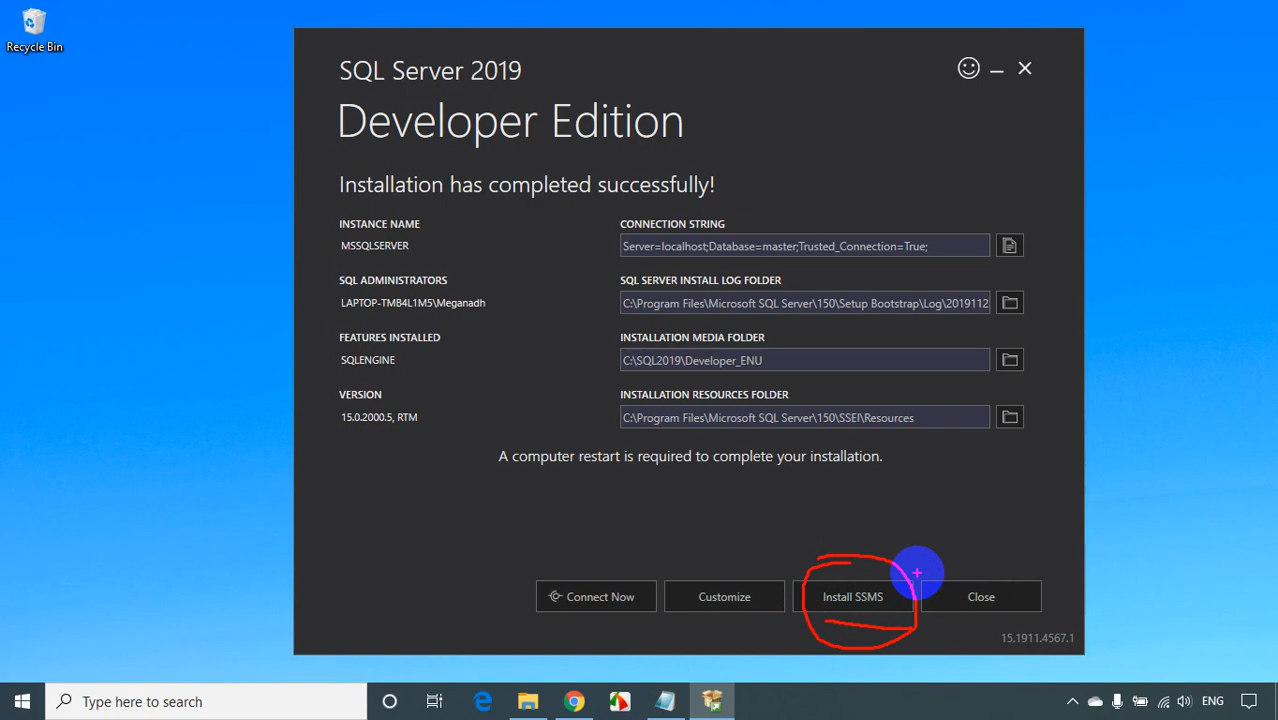 Recycle Bin
SQL Server 2019
Developer Edition
Installation has completed successfully!
INSTANCE NAME
MSSQLSERVER
CONNECTION STRING
Server=localhost;Database=master;Trusted_Connection=True;
SQL ADMINISTRATORS
LAPTOP-TMB4L1M5\Meganadh
SQL SERVER INSTALL LOG FOLDER
C:\Program Files\Microsoft SQL Server\150\Setup Bootstrap\Log\2019112
FEATURES INSTALLED
SQLENGINE
INSTALLATION MEDIA FOLDER
C:\SQL2019\Developer_ENU
VERSION
15.0.2000.5, RTM
INSTALLATION RESOURCES FOLDER
C:\Program Files\Microsoft SQL Server\150\SSEI\Resources
A computer restart is required to complete your installation.
Connect Now
Customize
Install SSMS
Close
15.1911.4567.1
Type here to search
ENG